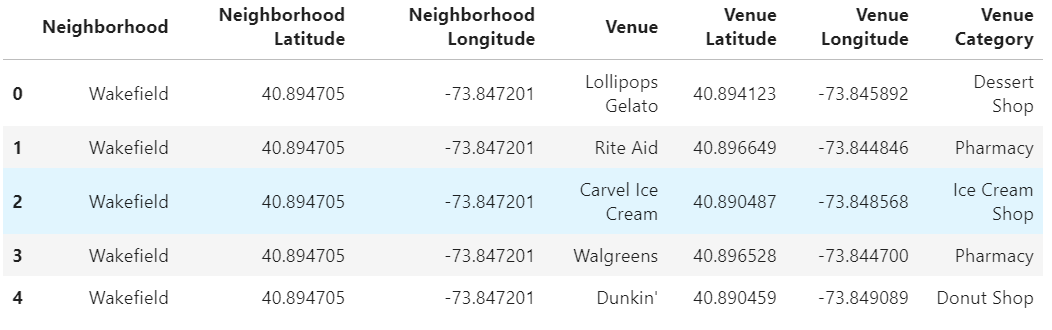 Neighborhood Neighborhood Latitude Neighborhood Longitude Venue Venue Latitude Venue Longitude Venue Category
0 Wakefield 40.894705 -73.847201 Lollipops Gelato 40.894123 -73.845892 Dessert Shop
1 Wakefield 40.894705 -73.847201 Rite Aid 40.896649 -73.844846 Pharmacy
2 Wakefield 40.894705 -73.847201 Carvel Ice Cream 40.890487 -73.848568 Ice Cream Shop
3 Wakefield 40.894705 -73.847201 Walgreens 40.896528 -73.844700 Pharmacy
4 Wakefield 40.894705 -73.847201 Dunkin' 40.890459 -73.849089 Donut Shop